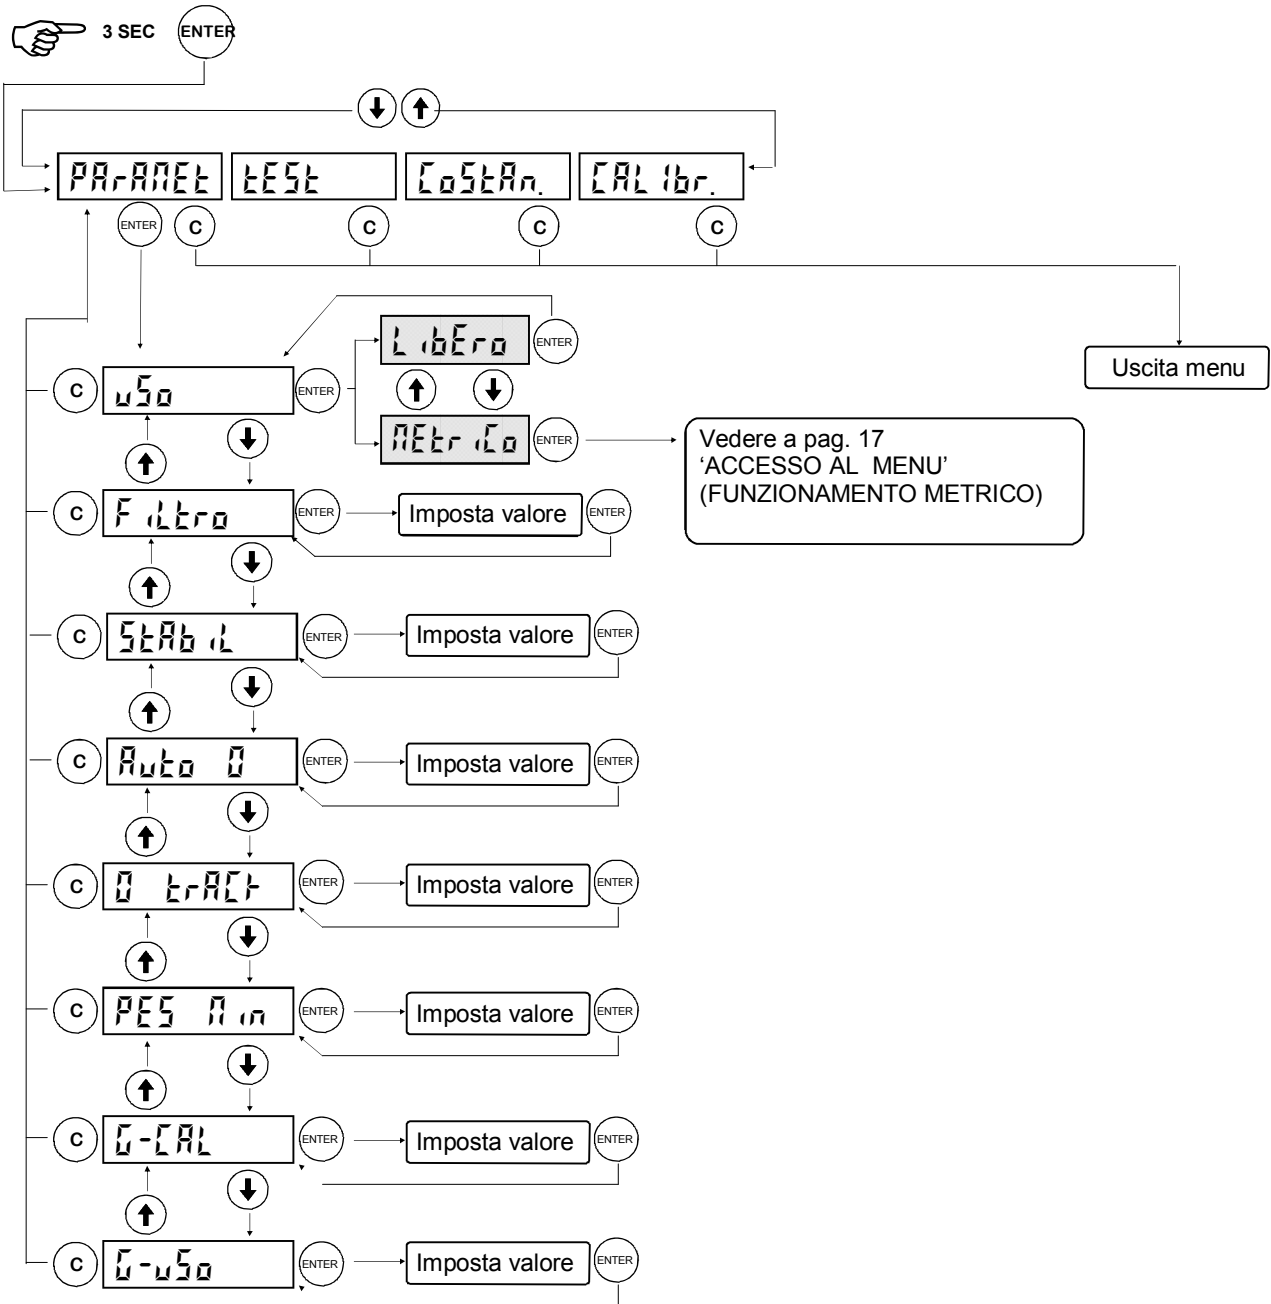 3 SEC ENTER
PArAMEt tESt CoStAn. CALIbr.
ENTER C C C C
LibEro ENTER
Uscita menu
C uSo ENTER
MEtriCo ENTER
Vedere a pag. 17
‘ACCESSO AL MENU’
(FUNZIONAMENTO METRICO)
C FiLtro ENTER Imposta valore ENTER
C StAbiL ENTER Imposta valore ENTER
C Auto 0 ENTER Imposta valore ENTER
C 0 trACk ENTER Imposta valore ENTER
C PES Min ENTER Imposta valore ENTER
C G-CAL ENTER Imposta valore ENTER
C G-uSo ENTER Imposta valore ENTER